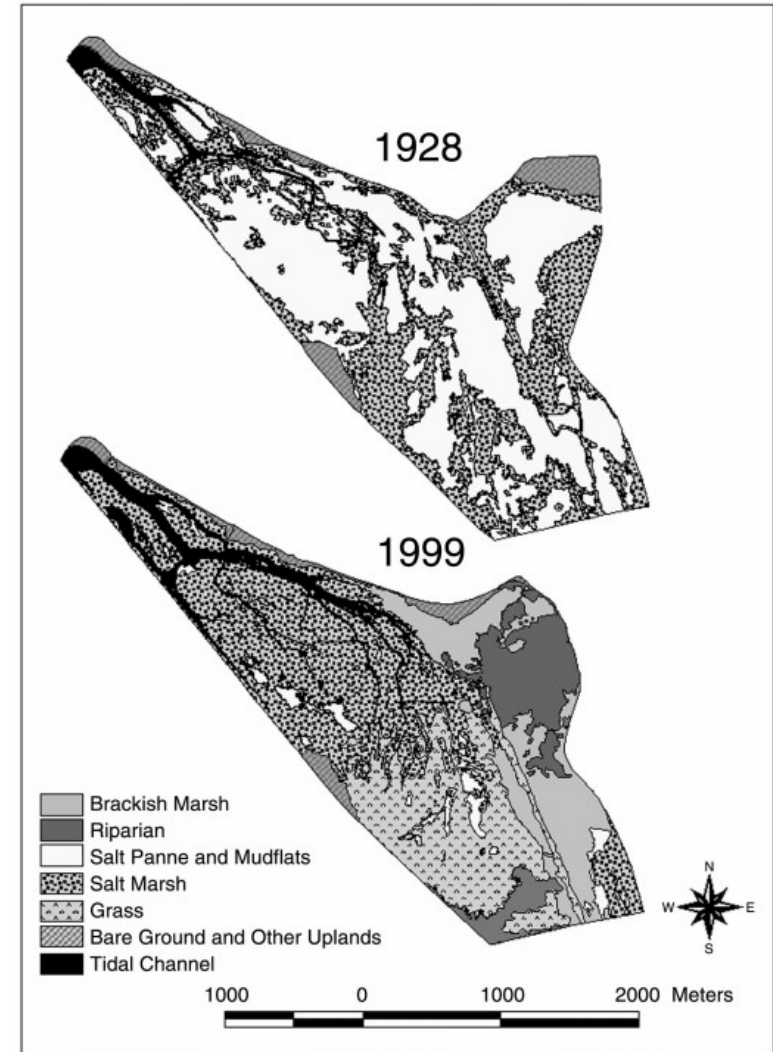 1928
1999
Brackish Marsh
Riparian
Salt Panne and Mudflats
Salt Marsh
Grass
Bare Ground and Other Uplands
Tidal Channel
N
W E
S
1000 0 1000 2000 Meters